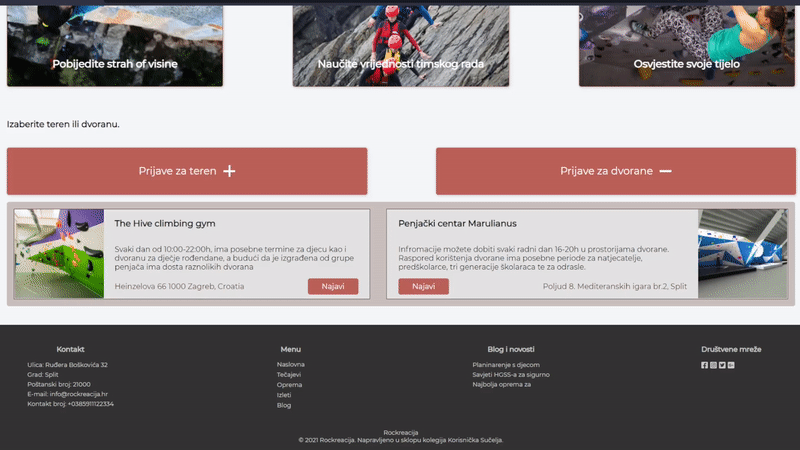 Pobijedite strah of visine
Naučite vrijednosti timskog rada
Osvjestite svoje tijelo
Izaberite teren ili dvoranu.
Prijave za teren +
Prijave za dvorane −
The Hive climbing gym
Svaki dan od 10:00-22:00h, ima posebne termine za djecu kao i
dvoranu za dječje rođendane, a budući da je izgrađena od grupe
penjača ima dosta raznolikih dvorana
Heinzelova 66 1000 Zagreb, Croatia
Najavi
Penjački centar Marulianus
Infromacije možete dobiti svaki radni dan 16-20h u prostorijama dvorane.
Raspored korištenja dvorane ima posebne periode za natjecatelje,
predškolarce, tri generacije školaraca te za odrasle.
Najavi
Poljud 8. Mediteranskih igara br.2, Split
Kontakt
Ulica: Ruđera Boškovića 32
Grad: Split
Poštanski broj: 21000
E-mail: info@rockreacija.hr
Kontakt broj: +0385911122334
Menu
Naslovna
Tečajevi
Oprema
Izleti
Blog
Blog i novosti
Planinarenje s djecom
Savjeti HGSS-a za sigurno
Najbolja oprema za
Društvene mreže
Rockreacija
© 2021 Rockreacija. Napravljeno u sklopu kolegija Korisnička Sučelja.